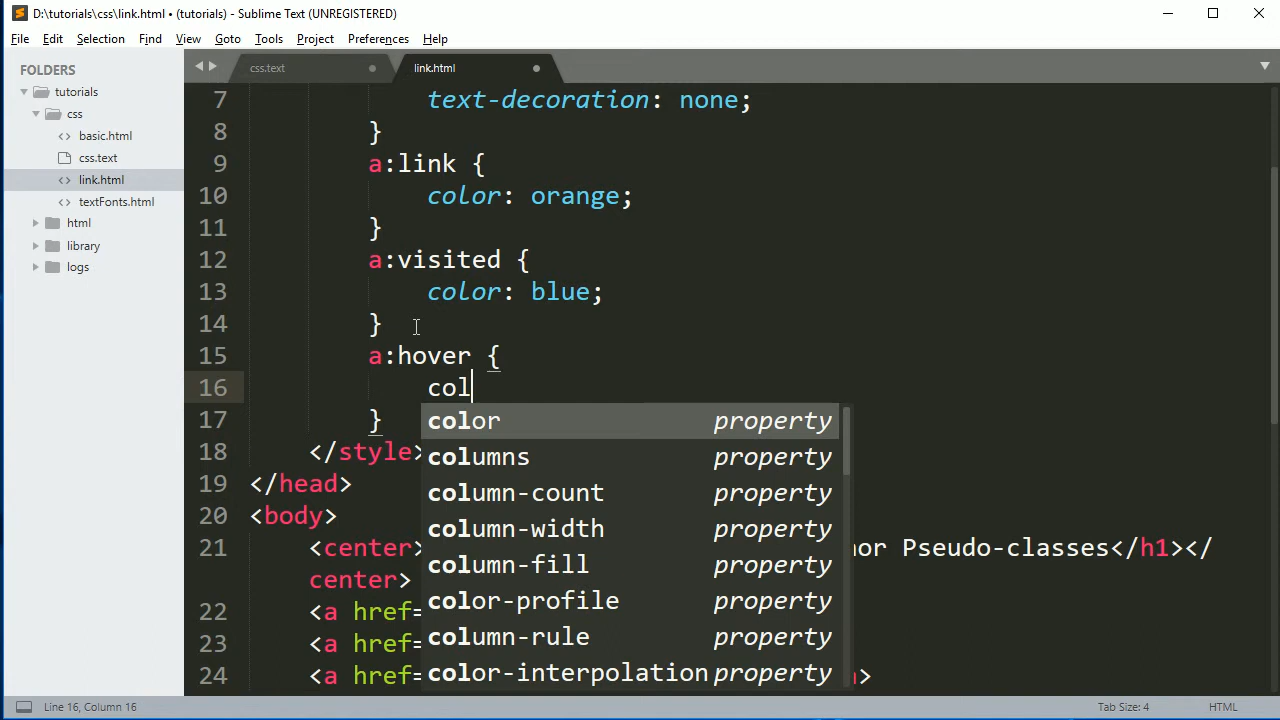 D:\tutorials\css\link.html • (tutorials) - Sublime Text (UNREGISTERED)
File Edit Selection Find View Goto Tools Project Preferences Help
FOLDERS
tutorials
css
basic.html
css.text
link.html
textFonts.html
html
library
logs
css.text link.html
7 text-decoration: none;
8 }
9 a:link {
10 color: orange;
11 }
12 a:visited {
13 color: blue;
14 }
15 a:hover {
16 col
17 }
color property
columns property
column-count property
column-width property
column-fill property
color-profile property
column-rule property
color-interpolation property
18 </style>
19 </head>
20 <body>
21 <center> nor Pseudo-classes</h1></
center>
22 <a href=
23 <a href=
24 <a href= >
Line 16, Column 16 Tab Size: 4 HTML